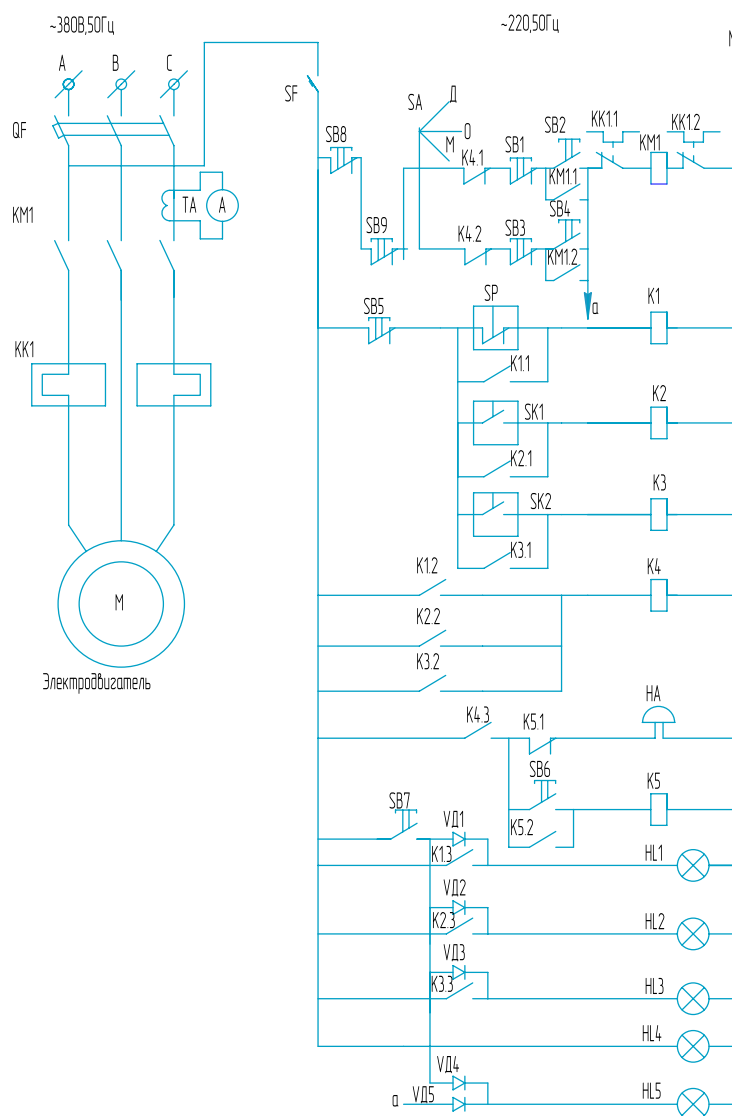 ~380В,50Гц
~220,50Гц
A
B
C
QF
SF
SA
Д
О
М
SB8
SB9
K4.1
SB1
SB2
KM1.1
KK1.1
KM1
KK1.2
SB4
K4.2
SB3
KM1.2
TA
A
KM1
KK1
a
SB5
SP
K1
K1.1
SK1
K2
K2.1
SK2
K3
K3.1
K1.2
K4
K2.2
K3.2
M
Электродвигатель
K4.3
K5.1
HA
SB6
K5
K5.2
SB7
VД1
K1.3
HL1
VД2
K2.3
HL2
VД3
K3.3
HL3
HL4
VД4
a
VД5
HL5